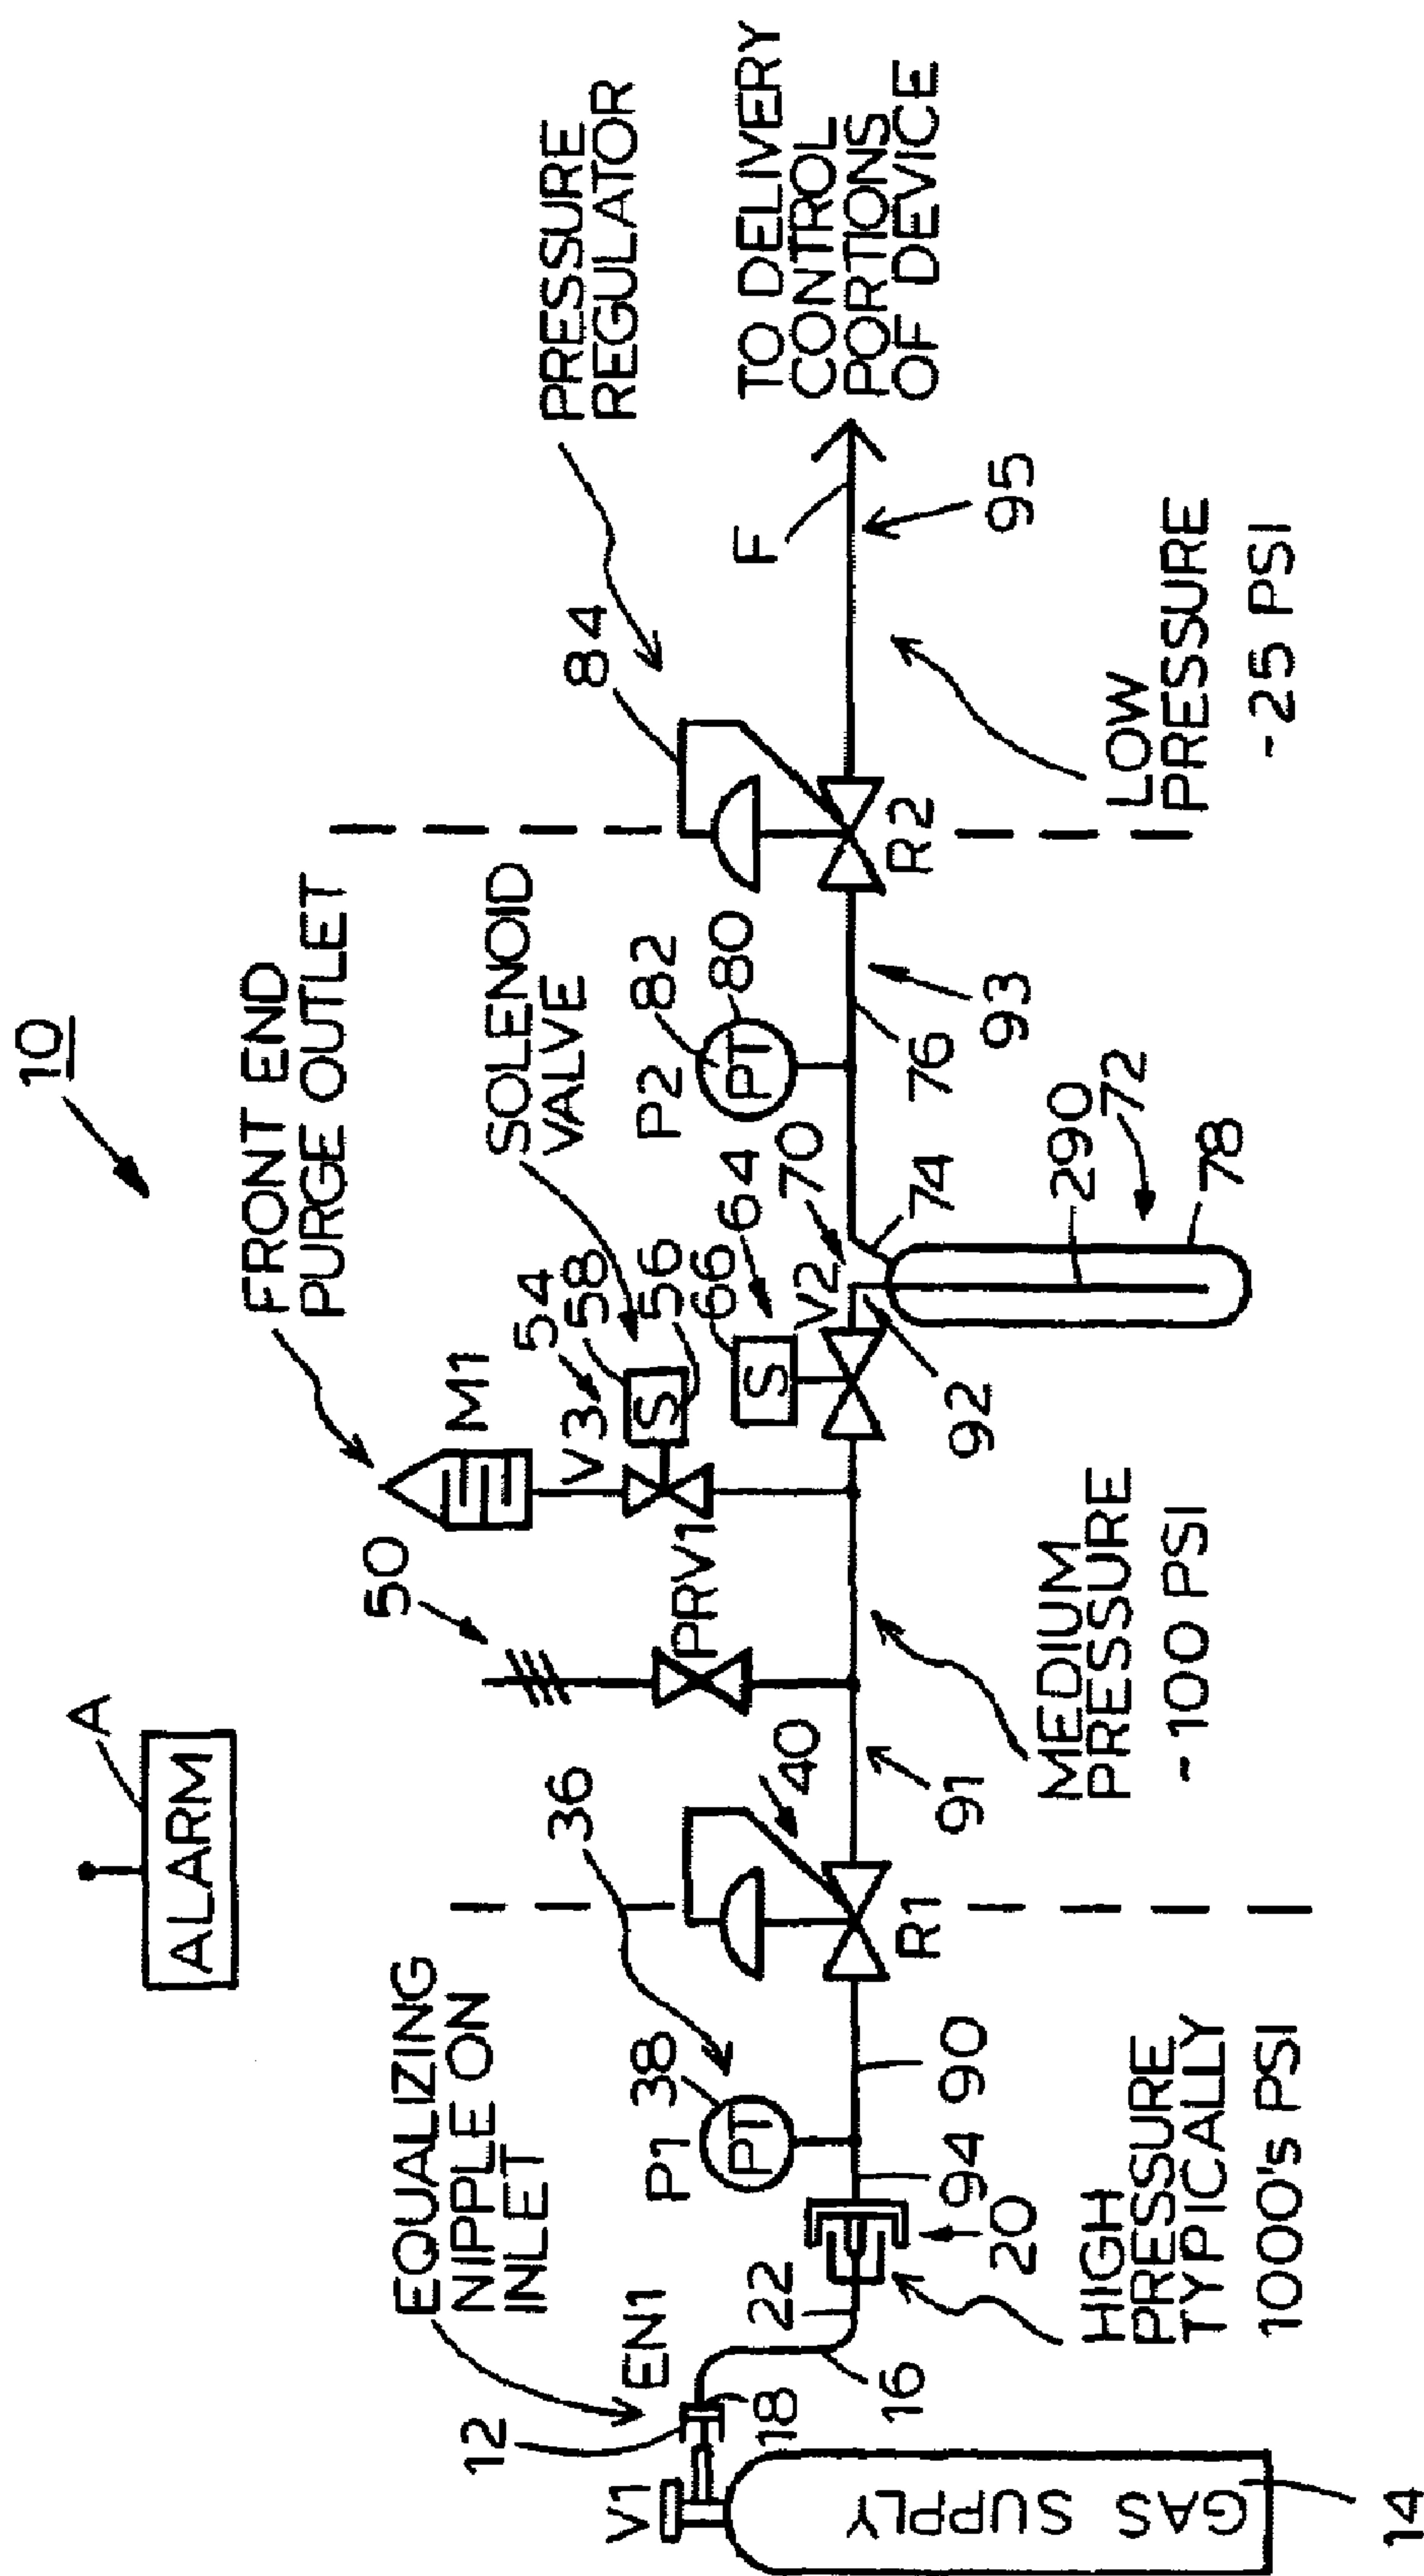 10
ALARM
A
FRONT END
PURGE OUTLET
50
M1
EQUALIZING
NIPPLE ON
INLET
36
SOLENOID
VALVE
54
58
56
V3
PRESSURE
REGULATOR
84
12
EN1
P1
38
PT
40
PRV1
66
S
S
64
V2
70
P2
82
PT
80
F
TO DELIVERY
CONTROL
PORTIONS
OF DEVICE
V1
18
16
22
20
94
90
R1
91
92
74
76
93
R2
95
GAS SUPPLY
14
HIGH
PRESSURE
TYPICALLY
1000's PSI
MEDIUM
PRESSURE
~100 PSI
290
72
78
LOW
PRESSURE
~25 PSI